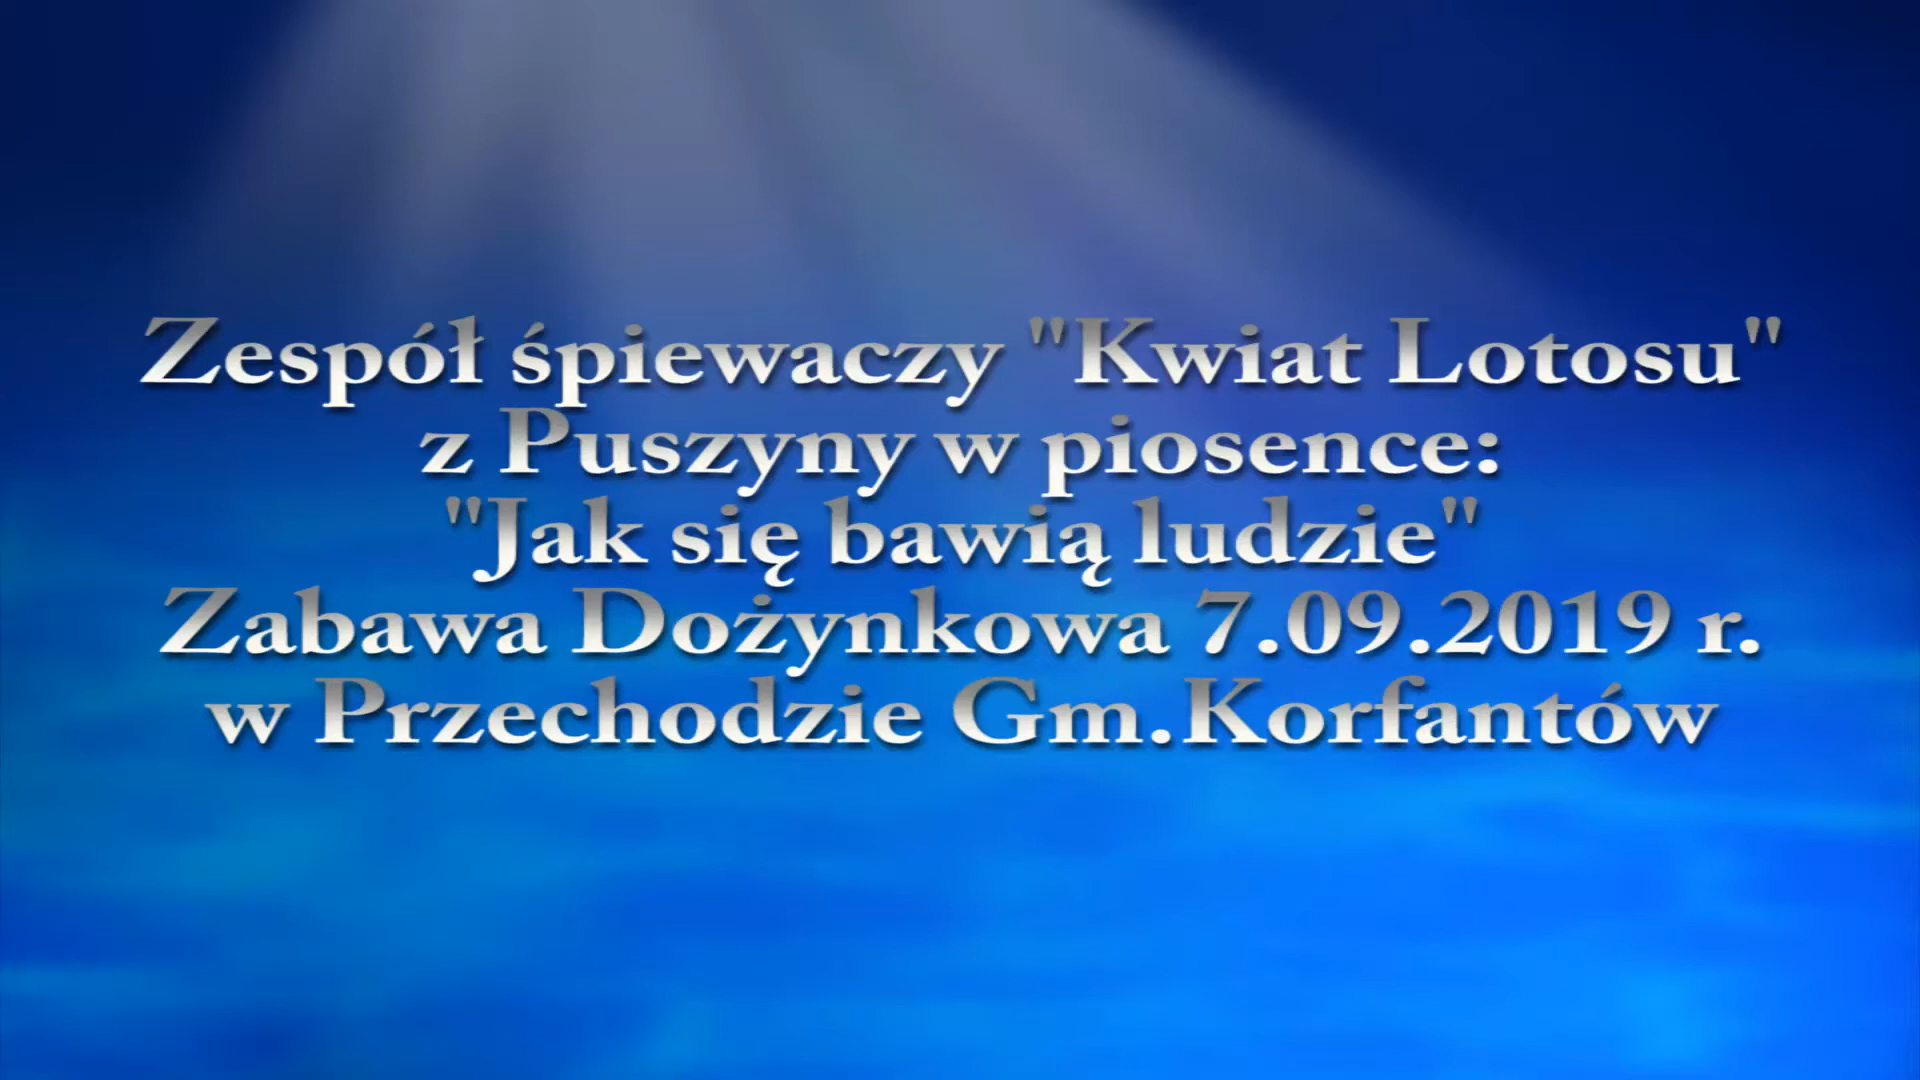 Zespół śpiewaczy "Kwiat Lotosu"
z Puszyny w piosence:
"Jak się bawią ludzie"
Zabawa Dożynkowa 7.09.2019 r.
w Przechodzie Gm.Korfantów